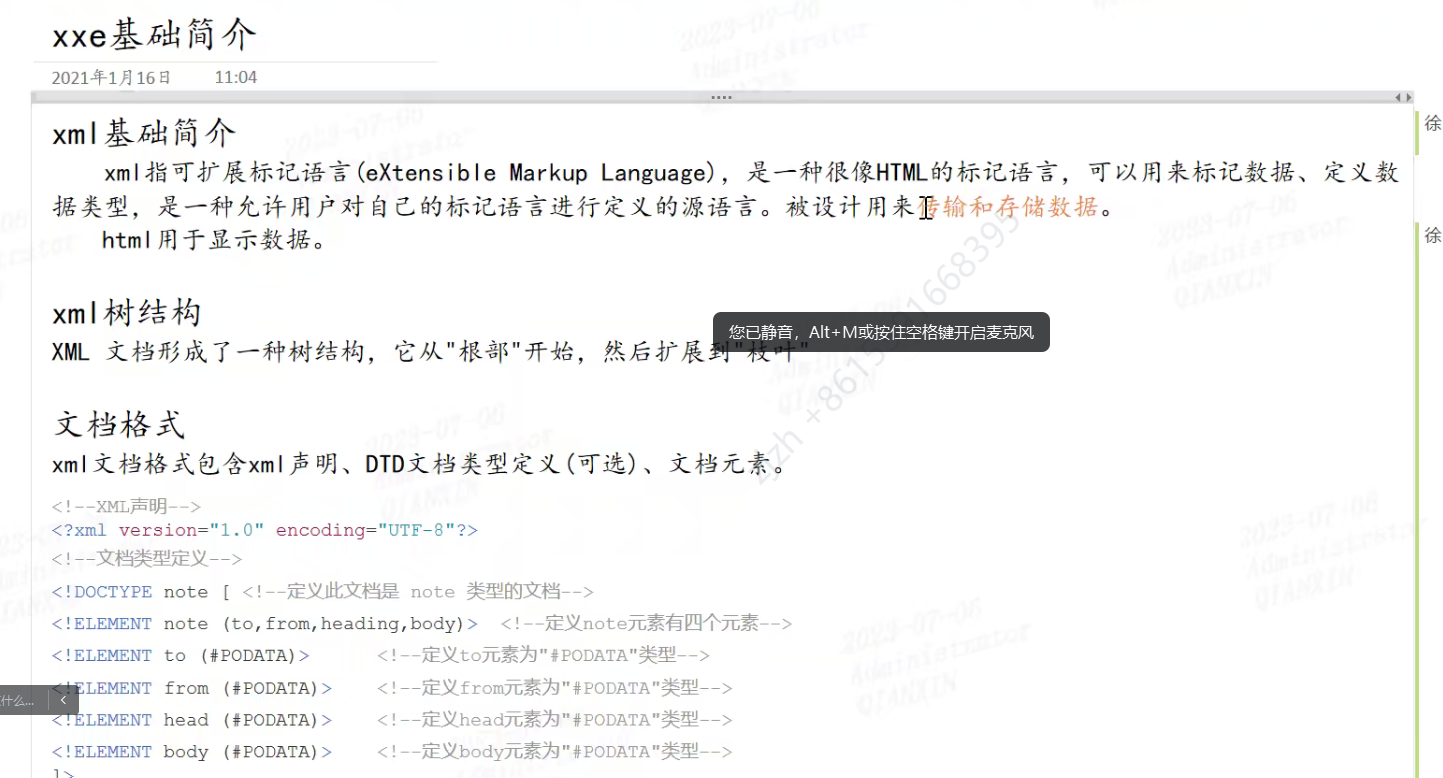 xxe基础简介
2021年1月16日 11:04
xml基础简介
xml指可扩展标记语言(eXtensible Markup Language)，是一种很像HTML的标记语言，可以用来标记数据、定义数
据类型，是一种允许用户对自己的标记语言进行定义的源语言。被设计用来传输和存储数据。
html用于显示数据。
徐
徐
xml树结构
您已静音，Alt+M或按住空格键开启麦克风
XML 文档形成了一种树结构，它从"根部"开始，然后扩展到"枝叶"
文档格式
xml文档格式包含xml声明、DTD文档类型定义(可选)、文档元素。
<!--XML声明-->
<?xml version="1.0" encoding="UTF-8"?>
<!--文档类型定义-->
<!DOCTYPE note [ <!--定义此文档是 note 类型的文档-->
<!ELEMENT note (to,from,heading,body)> <!--定义note元素有四个元素-->
<!ELEMENT to (#PODATA)> <!--定义to元素为"#PODATA"类型-->
<!ELEMENT from (#PODATA)> <!--定义from元素为"#PODATA"类型-->
<!ELEMENT head (#PODATA)> <!--定义head元素为"#PODATA"类型-->
<!ELEMENT body (#PODATA)> <!--定义body元素为"#PODATA"类型-->
]>
什么...
2023-07-06
Administrator
QIANXIN